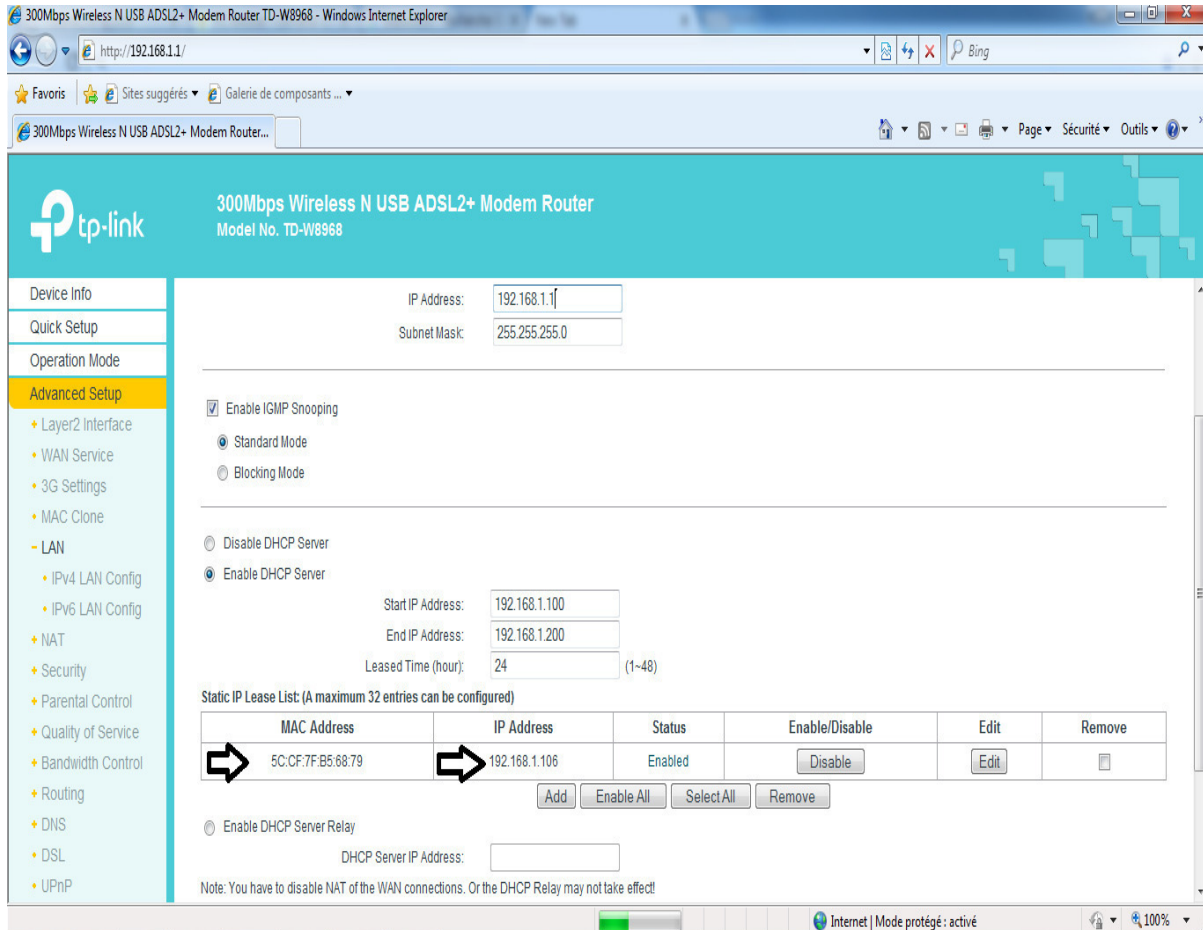 300Mbps Wireless N USB ADSL2+ Modem Router TD-W8968 - Windows Internet Explorer
http://192.168.1.1/
Bing
Favoris
Sites suggérés
Galerie de composants ...
300Mbps Wireless N USB ADSL2+ Modem Router...
Page
Sécurité
Outils
tp-link
300Mbps Wireless N USB ADSL2+ Modem Router
Model No. TD-W8968
Device Info
Quick Setup
Operation Mode
Advanced Setup
+ Layer2 Interface
• WAN Service
• 3G Settings
• MAC Clone
- LAN
• IPv4 LAN Config
• IPv6 LAN Config
+ NAT
+ Security
+ Parental Control
+ Quality of Service
+ Bandwidth Control
+ Routing
+ DNS
• DSL
• UPnP
IP Address: 192.168.1.1
Subnet Mask: 255.255.255.0
Enable IGMP Snooping
Standard Mode
Blocking Mode
Disable DHCP Server
Enable DHCP Server
Start IP Address: 192.168.1.100
End IP Address: 192.168.1.200
Leased Time (hour): 24 (1~48)
Static IP Lease List: (A maximum 32 entries can be configured)
MAC Address IP Address Status Enable/Disable Edit Remove
5C:CF:7F:B5:68:79 192.168.1.106 Enabled Disable Edit
Add Enable All Select All Remove
Enable DHCP Server Relay
DHCP Server IP Address:
Note: You have to disable NAT of the WAN connections. Or the DHCP Relay may not take effect!
Internet | Mode protégé : activé
100%